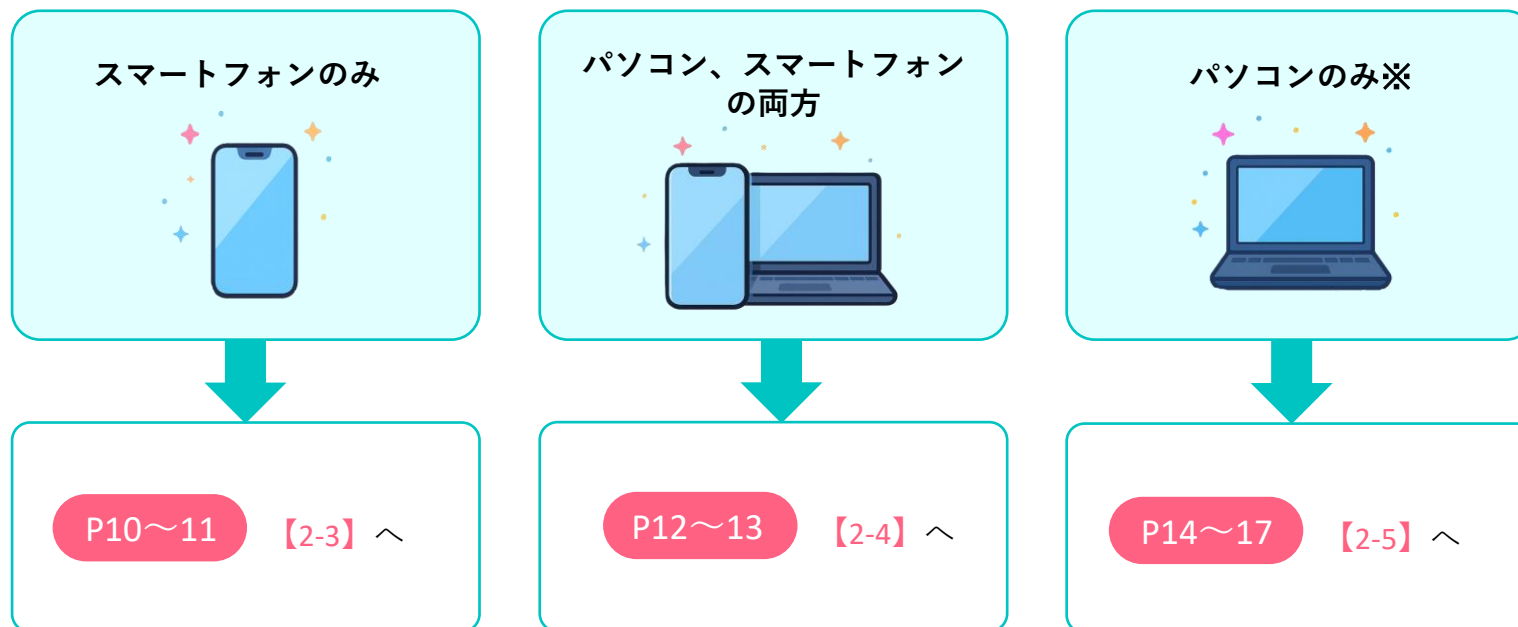 スマートフォンのみ
パソコン、スマートフォン
の両方
パソコンのみ※
P10～11 【2-3】へ
P12～13 【2-4】へ
P14～17 【2-5】へ